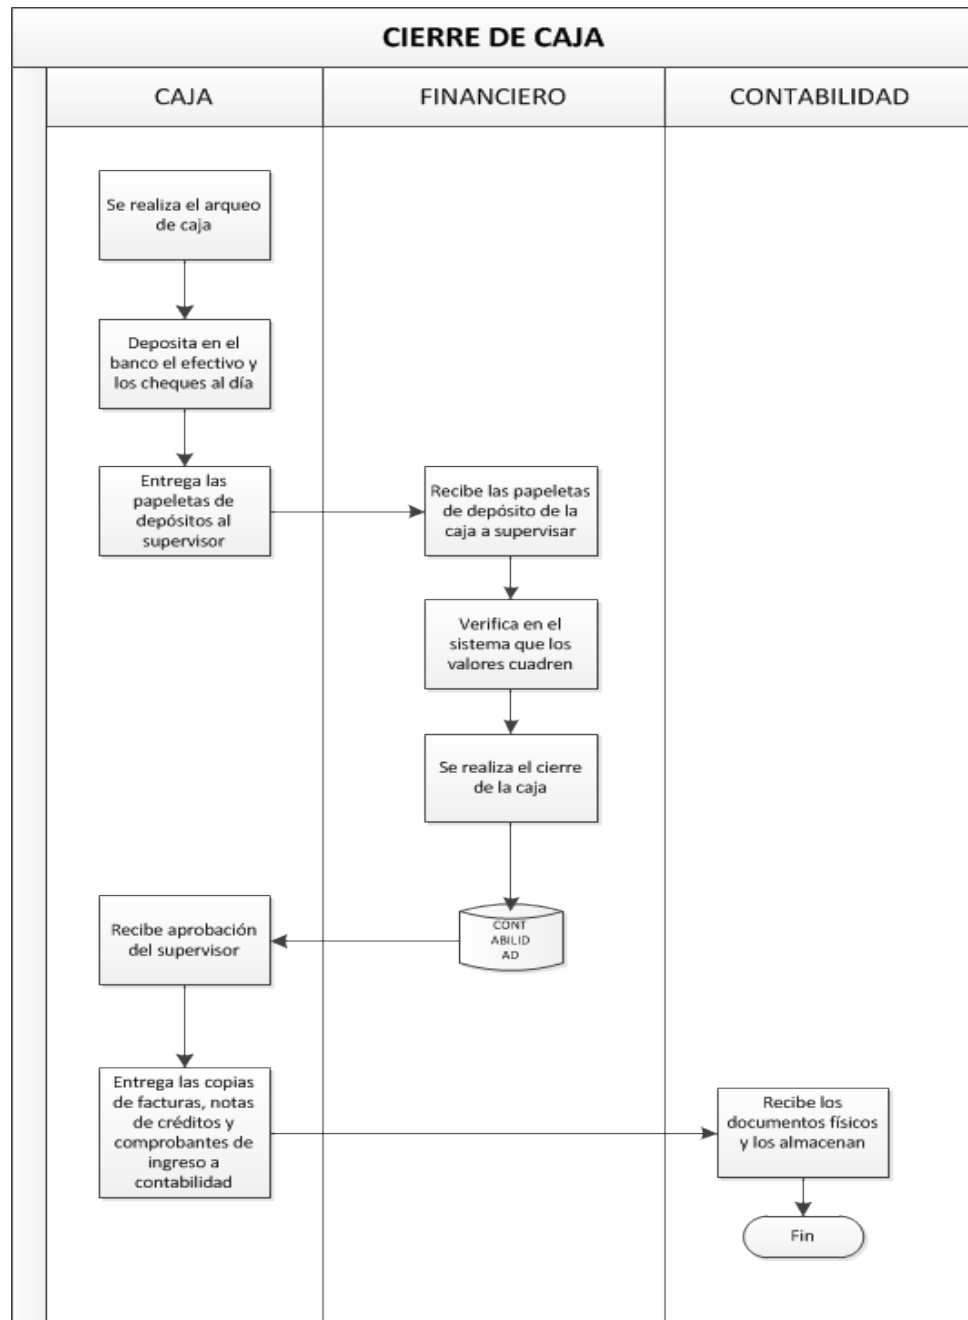 CIERRE DE CAJA
CAJA
FINANCIERO
CONTABILIDAD
Se realiza el arqueo
de caja
Deposita en el
banco el efectivo y
los cheques al día
Entrega las
papeletas de
depósitos al
supervisor
Recibe las papeletas
de depósito de la
caja a supervisar
Verifica en el
sistema que los
valores cuadren
Se realiza el cierre
de la caja
CONT
ABILID
AD
Recibe aprobación
del supervisor
Entrega las copias
de facturas, notas
de créditos y
comprobantes de
ingreso a
contabilidad
Recibe los
documentos físicos
y los almacenan
Fin